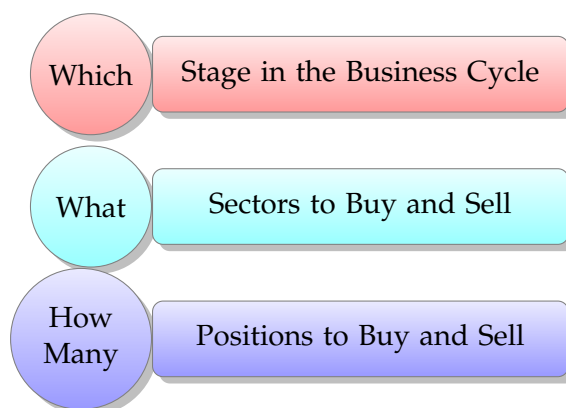 Which
Stage in the Business Cycle
What
Sectors to Buy and Sell
How
Many
Positions to Buy and Sell